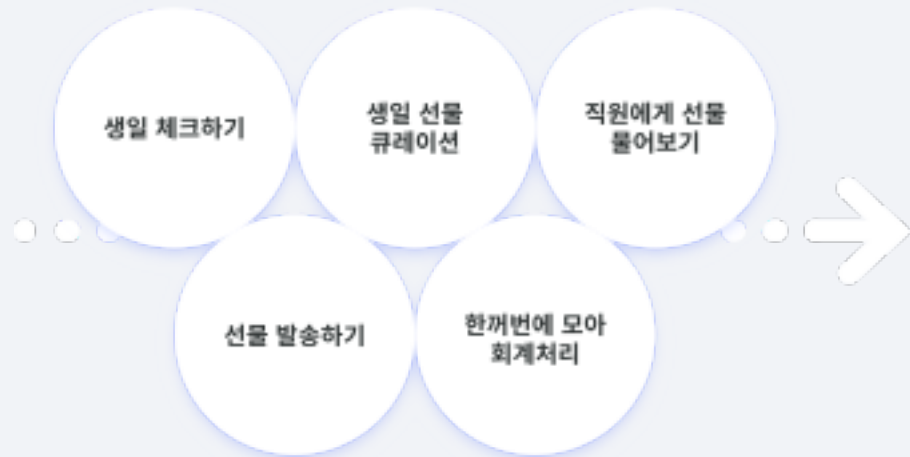 생일 체크하기
생일 선물
큐레이션
직원에게 선물
물어보기
선물 발송하기
한꺼번에 모아
회계처리